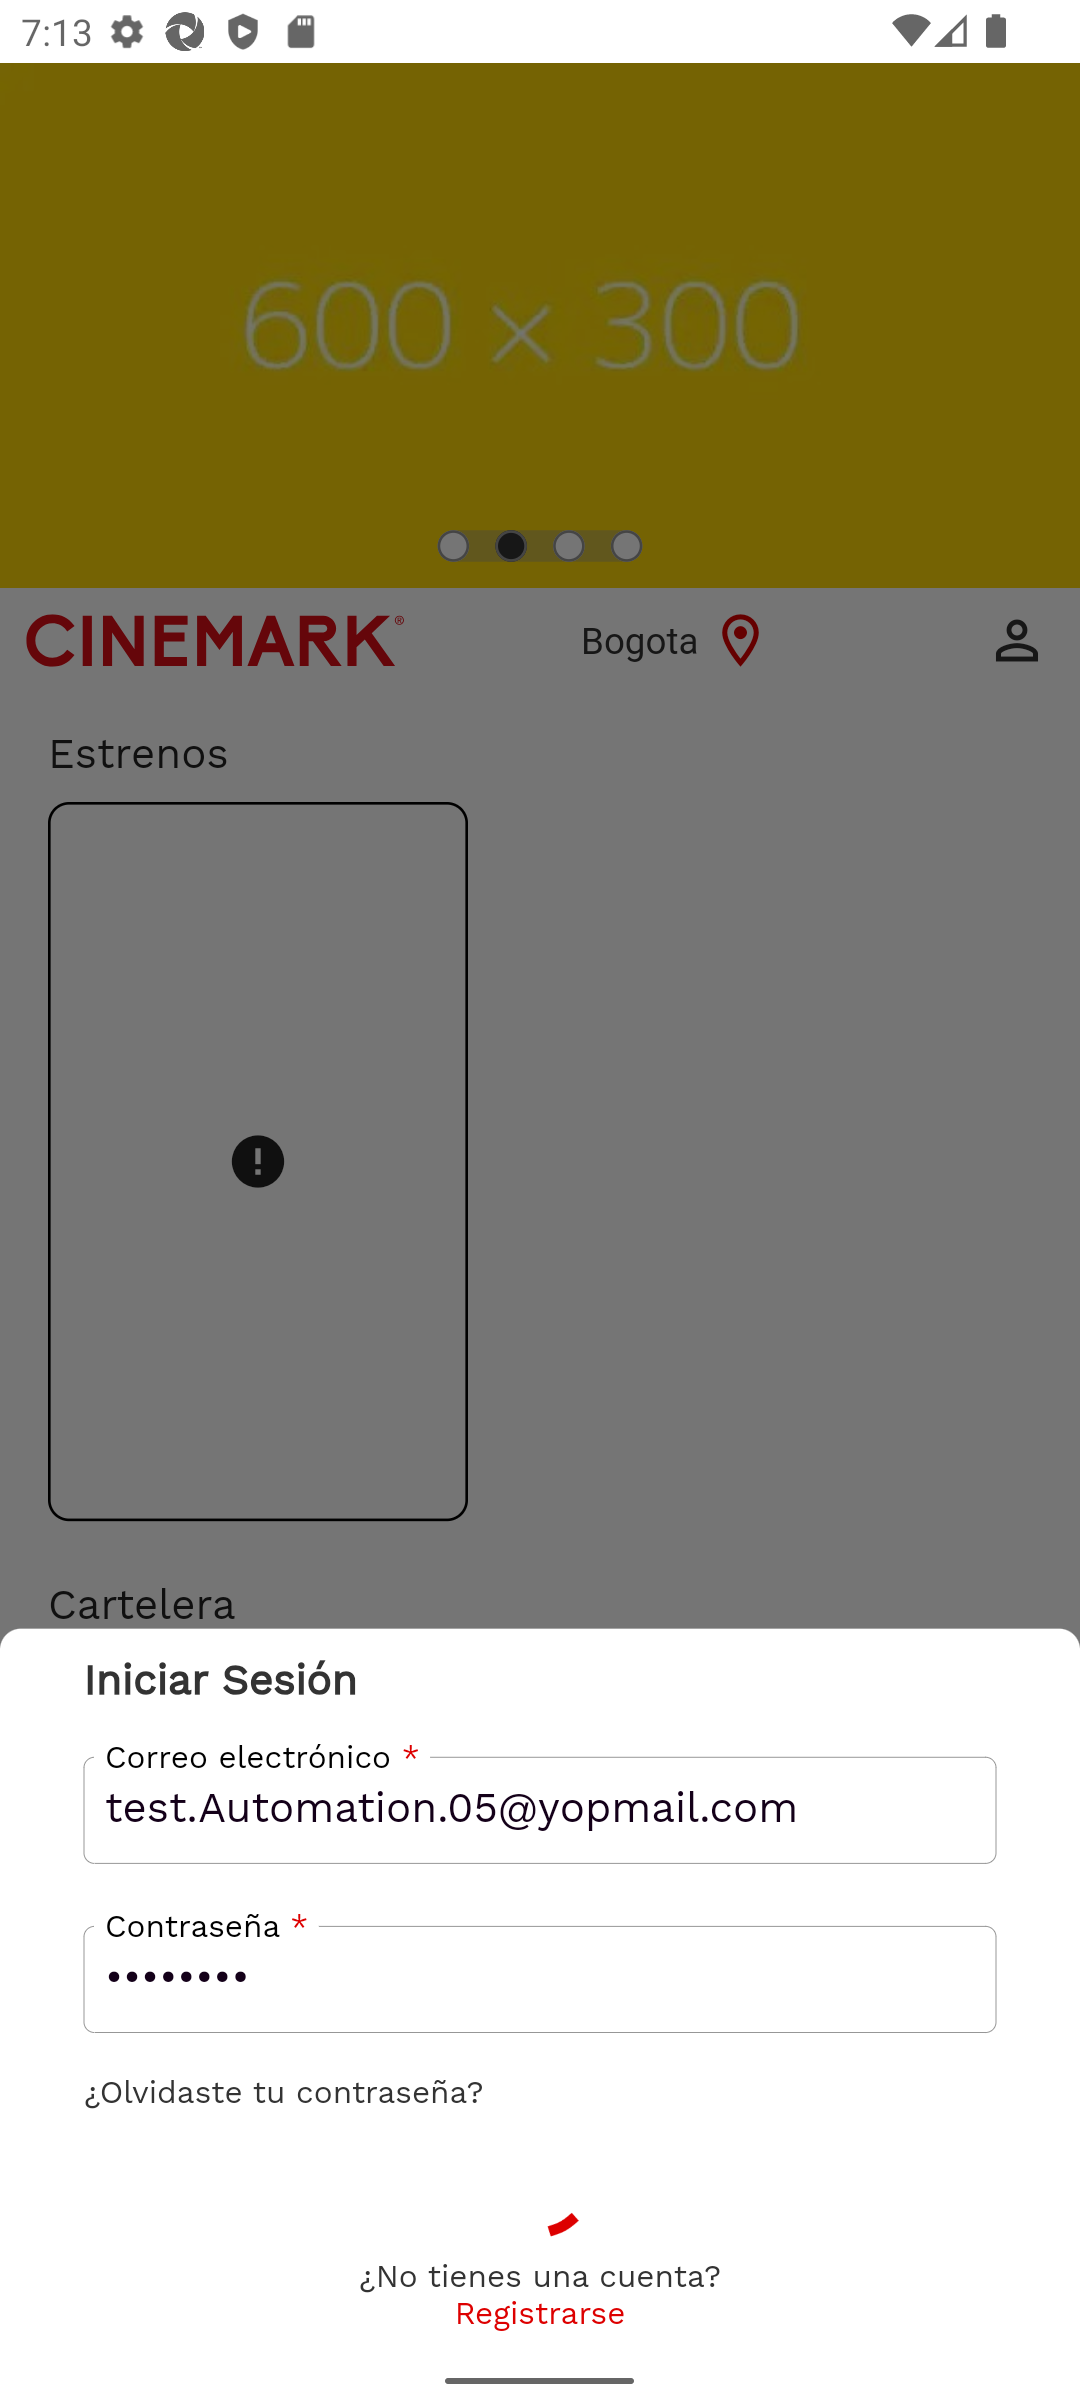 7:13
600 × 300
CINEMARK®
Bogota
Estrenos
Cartelera
Iniciar Sesión
Correo electrónico *
test.Automation.05@yopmail.com
Contraseña *
••••••••
¿Olvidaste tu contraseña?
¿No tienes una cuenta?
Registrarse